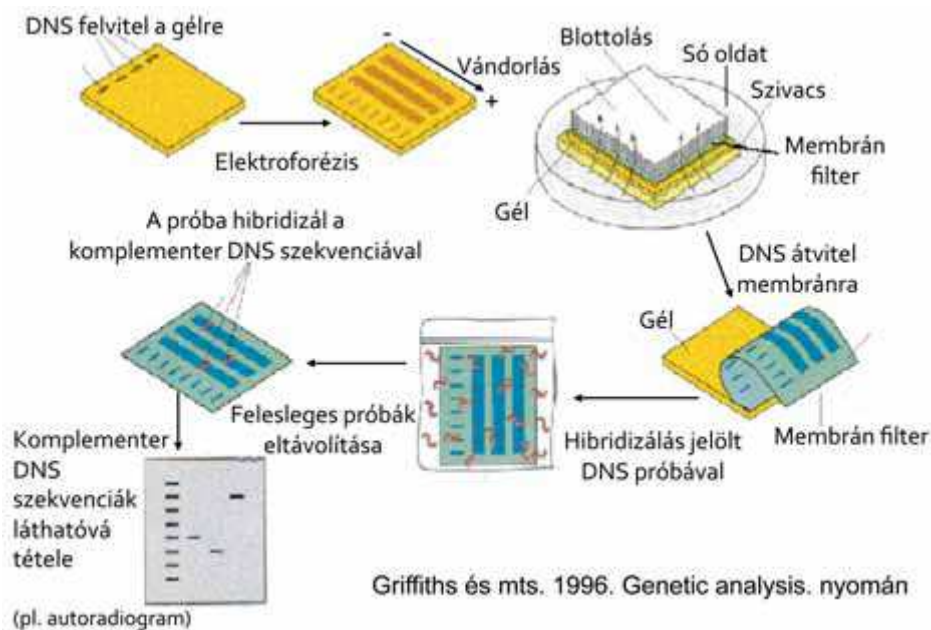 DNS felvitel a gélre
-
Vándorlás
+
Elektroforézis
Blottolás
Só oldat
Szivacs
Membrán
filter
Gél
DNS átvitel
membránra
Gél
Membrán filter
Hibridizálás jelölt
DNS próbával
A próba hibridizál a
komplementer DNS szekvenciával
Felesleges próbák
eltávolítása
Komplementer
DNS
szekvenciák
láthatóvá
tétele
(pl. autoradiogram)
Griffiths és mts. 1996. Genetic analysis. nyomán